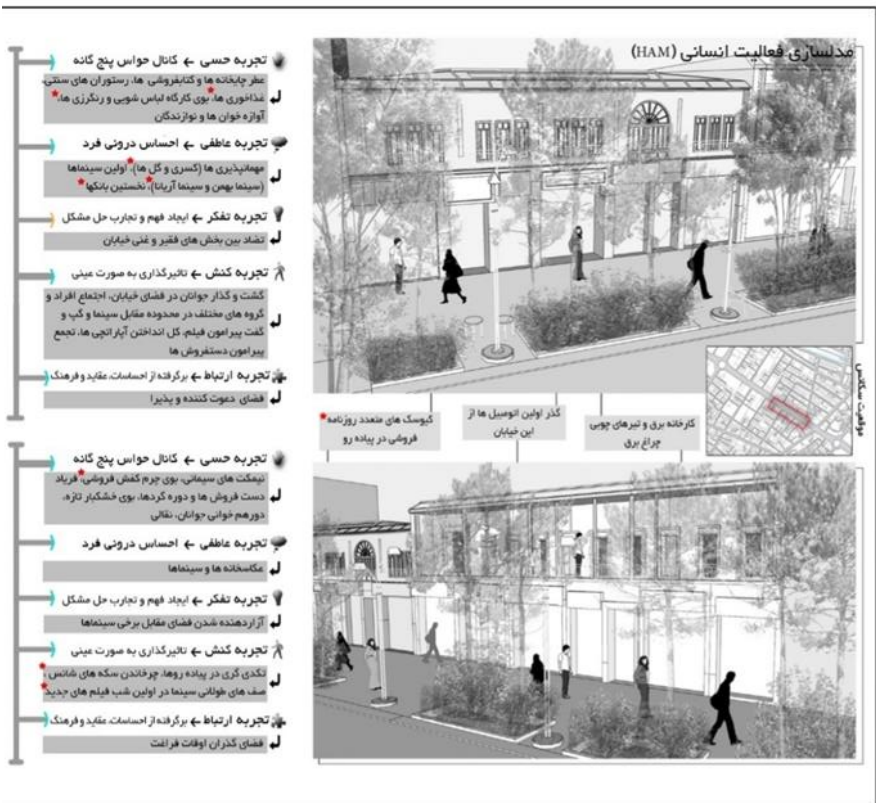 مدلسازی فعالیت انسانی (HAM)
تجربه حسی ← کانال حواس پنج گانه
عطر چایخانه ها و کتابفروشی ها، رستوران های سنتی،
غذاخوری ها، بوی کارگاه لباس شویی و رنگرزی ها،
آوازه خوان ها و نوازندگان
تجربه عاطفی ← احساس درونی فرد
مهمانپذیری ها (کسری و گل ها)، اولین سینماها
(سینما بهمن و سینما آریانا)، نخستین بانکها
تجربه تفکر ← ایجاد فهم و تجارب حل مشکل
تضاد بین بخش های فقیر و غنی خیابان
تجربه کنش ← تاثیرگذاری به صورت عینی
گشت و گذار جوانان در فضای خیابان، اجتماع افراد و
گروه های مختلف در محدوده مقابل سینما و گپ و
گفت پیرامون فیلم، کل انداختن آپاراتچی ها، تجمع
پیرامون دستفروش ها
تجربه ارتباط ← برگرفته از احساسات، عقاید و فرهنگ
فضای دعوت کننده و پذیرا
موقعیت سکانس
کارخانه برق و تیرهای چوبی
چراغ برق
گذر اولین اتومبیل ها از
این خیابان
کیوسک های متعدد روزنامه
فروشی در پیاده رو
تجربه حسی ← کانال حواس پنج گانه
نیمکت های سیمانی، بوی چرم کفش فروشی، فریاد
دست فروش ها و دوره گردها، بوی خشکبار تازه،
دورهم خوانی جوانان، نقالی
تجربه عاطفی ← احساس درونی فرد
عکاسخانه ها و سینماها
تجربه تفکر ← ایجاد فهم و تجارب حل مشکل
آزاردهنده شدن فضای مقابل برخی سینماها
تجربه کنش ← تاثیرگذاری به صورت عینی
تکدی گری در پیاده روها، چرخاندن سکه های شانس ،
صف های طولانی سینما در اولین شب فیلم های جدید
تجربه ارتباط ← برگرفته از احساسات، عقاید و فرهنگ
فضای گذران اوقات فراغت